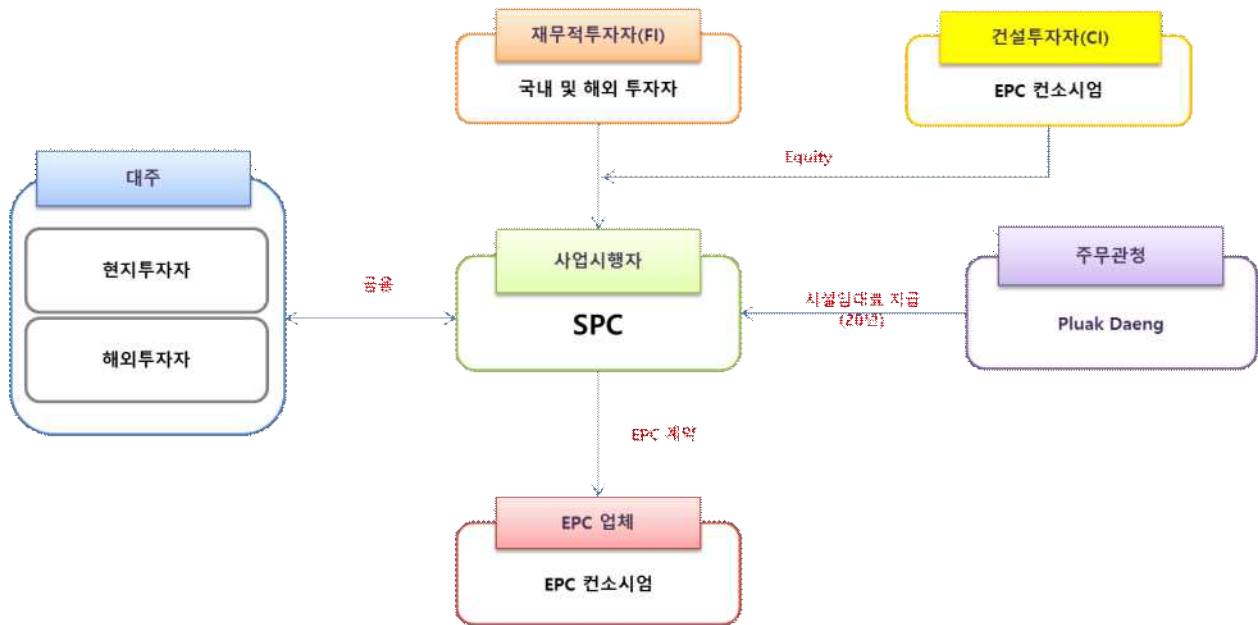 재무적투자자(FI)
국내 및 해외 투자자
건설투자자(CI)
EPC 컨소시엄
Equity
대주
현지투자자
해외투자자
금융
사업시행자
SPC
시설임대료 지급
(20년)
주무관청
Pluak Daeng
EPC 계약
EPC 업체
EPC 컨소시엄